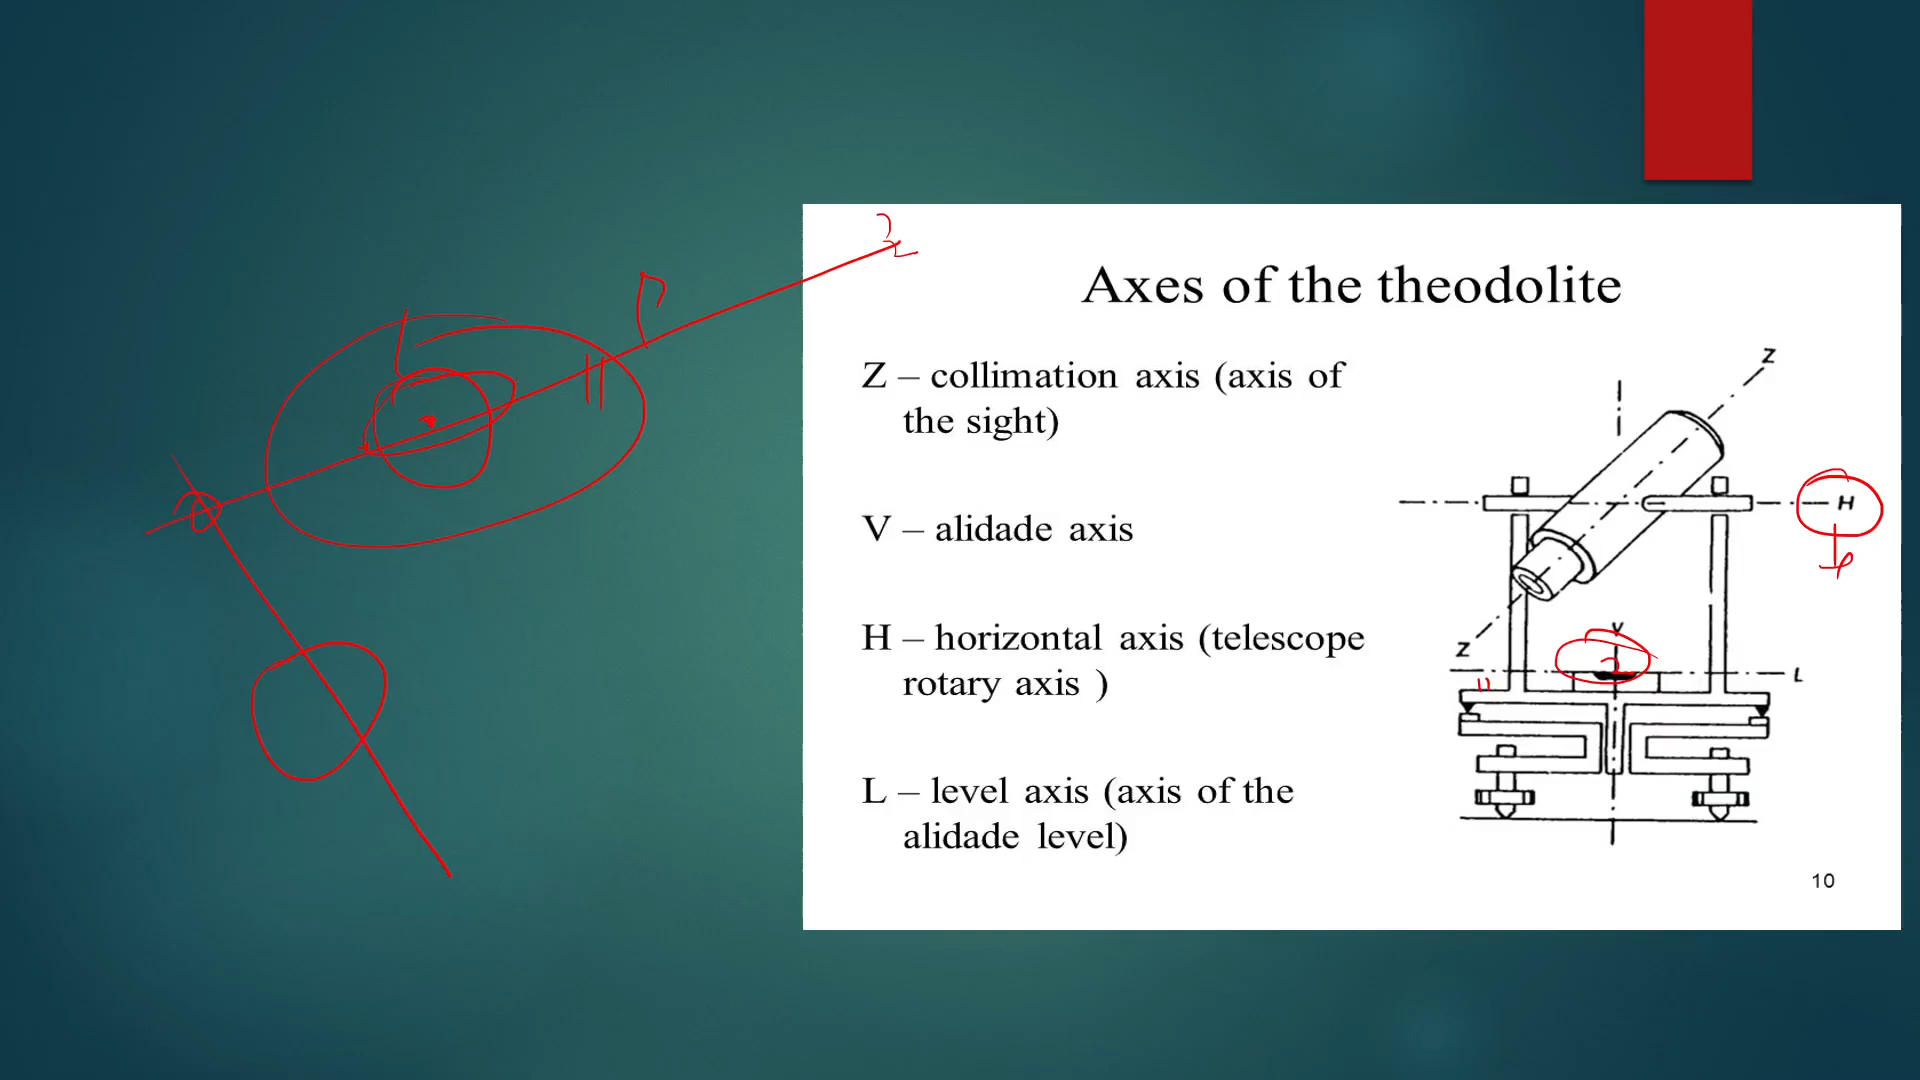 Axes of the theodolite
Z – collimation axis (axis of
the sight)
V – alidade axis
H – horizontal axis (telescope
rotary axis )
L – level axis (axis of the
alidade level)
Z
H
V
Z
L
10